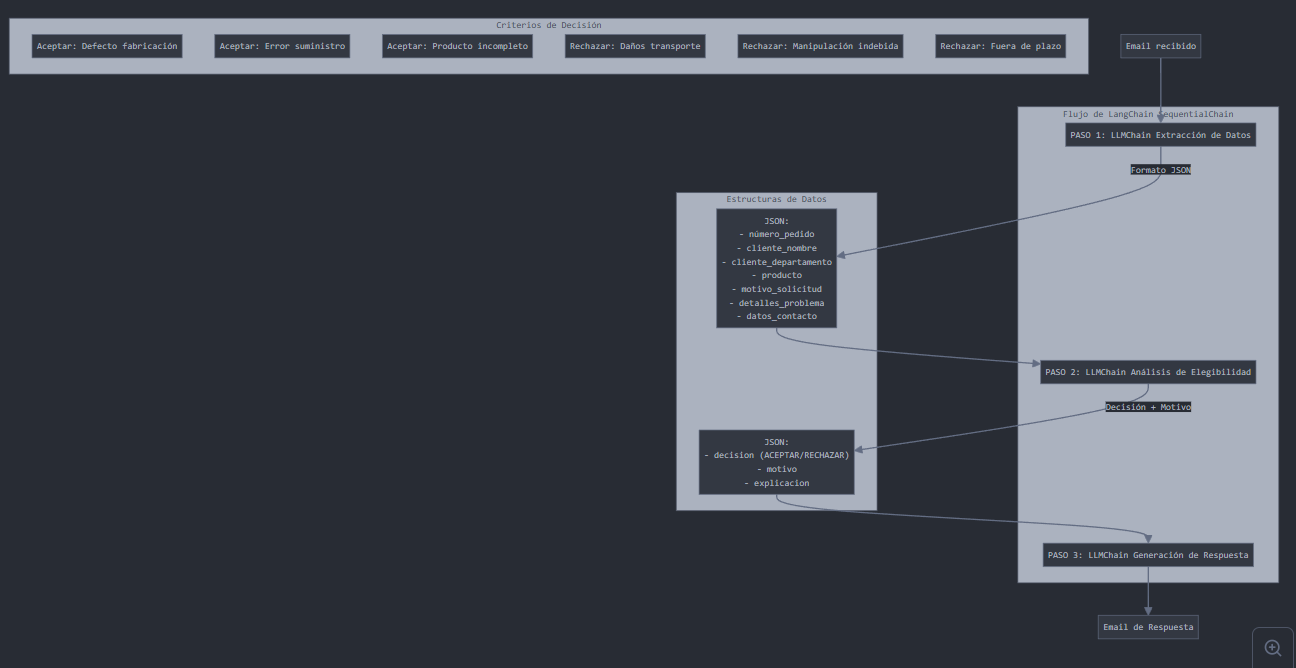 Criterios de Decisión
Aceptar: Defecto fabricación
Aceptar: Error suministro
Aceptar: Producto incompleto
Rechazar: Daños transporte
Rechazar: Manipulación indebida
Rechazar: Fuera de plazo
Email recibido
Flujo de LangChain SequentialChain
PASO 1: LLMChain Extracción de Datos
Formato JSON
Estructuras de Datos
JSON:
- número_pedido
- cliente_nombre
- cliente_departamento
- producto
- motivo_solicitud
- detalles_problema
- datos_contacto
PASO 2: LLMChain Análisis de Elegibilidad
Decisión + Motivo
JSON:
- decision (ACEPTAR/RECHAZAR)
- motivo
- explicacion
PASO 3: LLMChain Generación de Respuesta
Email de Respuesta